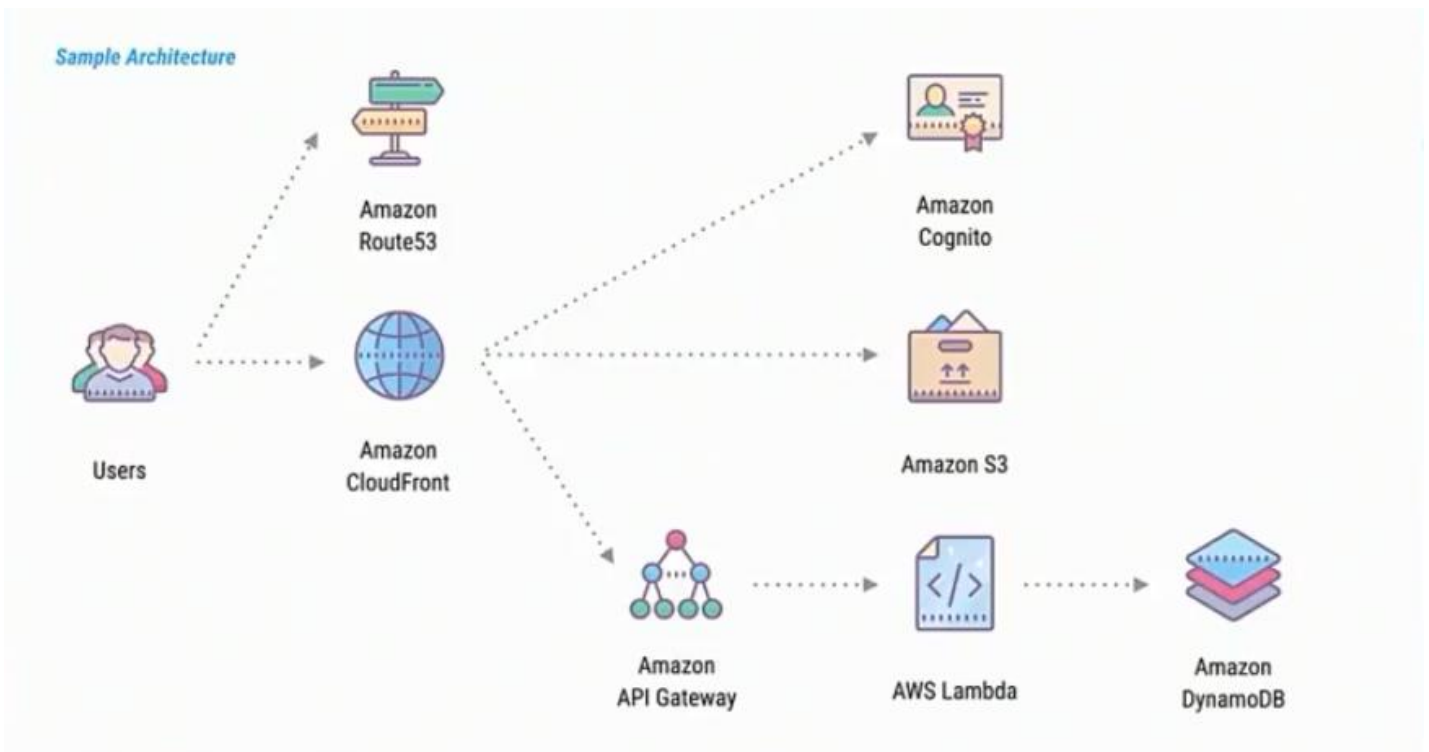 Sample Architecture
Amazon
Route53
Amazon
Cognito
Users
Amazon
CloudFront
Amazon S3
Amazon
API Gateway
AWS Lambda
Amazon
DynamoDB